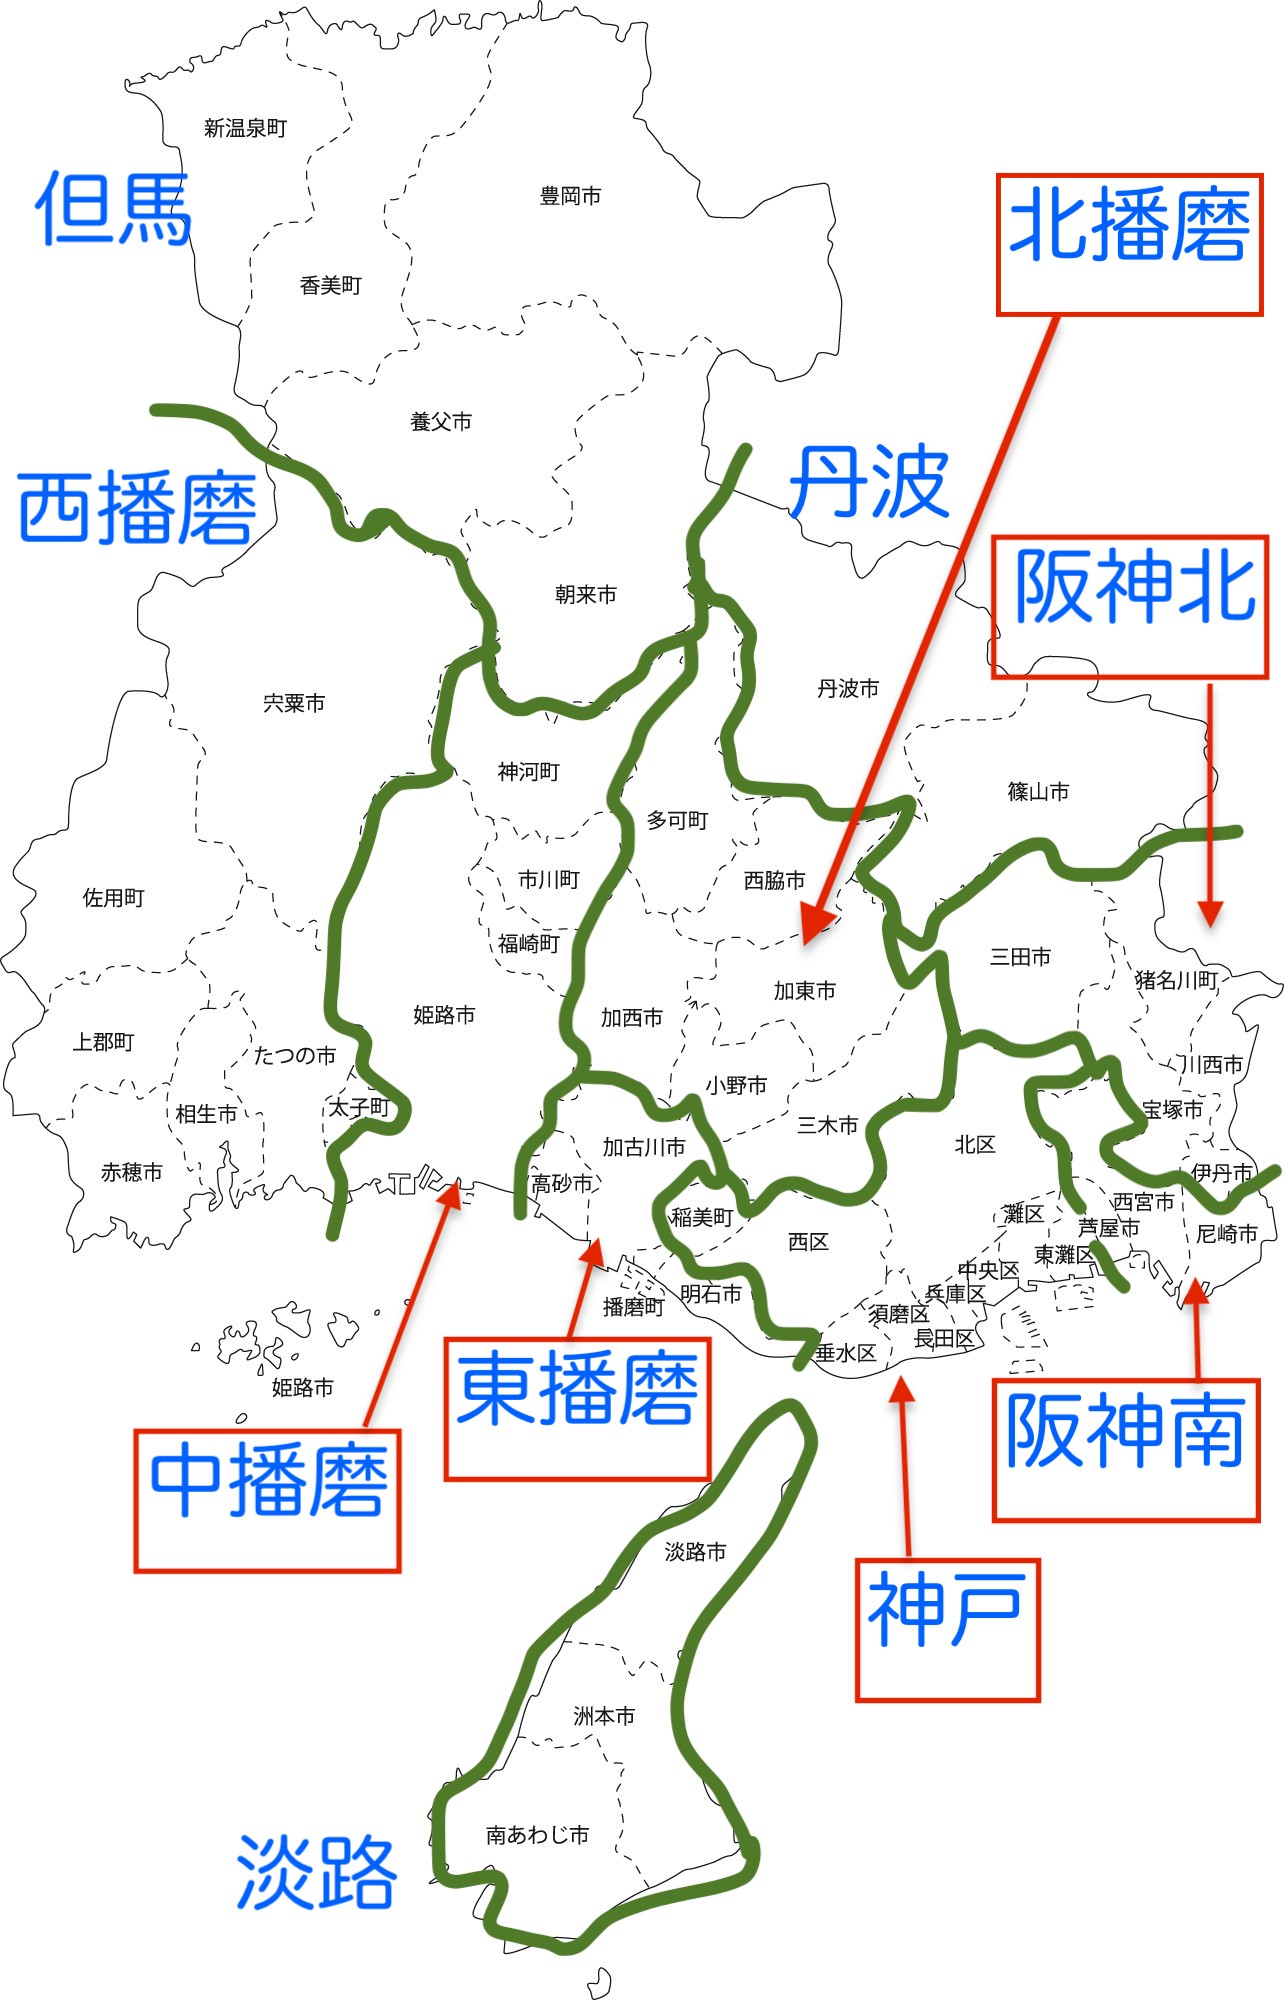 新温泉町
但馬
豊岡市
北播磨
香美町
養父市
西播磨
丹波
阪神北
朝来市
宍粟市
丹波市
神河町
篠山市
多可町
市川町
西脇市
佐用町
福崎町
三田市
猪名川町
姫路市
加西市
加東市
上郡町
たつの市
川西市
小野市
相生市
太子町
三木市
宝塚市
加古川市
北区
赤穂市
高砂市
伊丹市
西宮市
稲美町
灘区
芦屋市
尼崎市
西区
東灘区
中央区
明石市
播磨町
兵庫区
須磨区
長田区
垂水区
姫路市
東播磨
阪神南
中播磨
淡路市
神戸
洲本市
南あわじ市
淡路